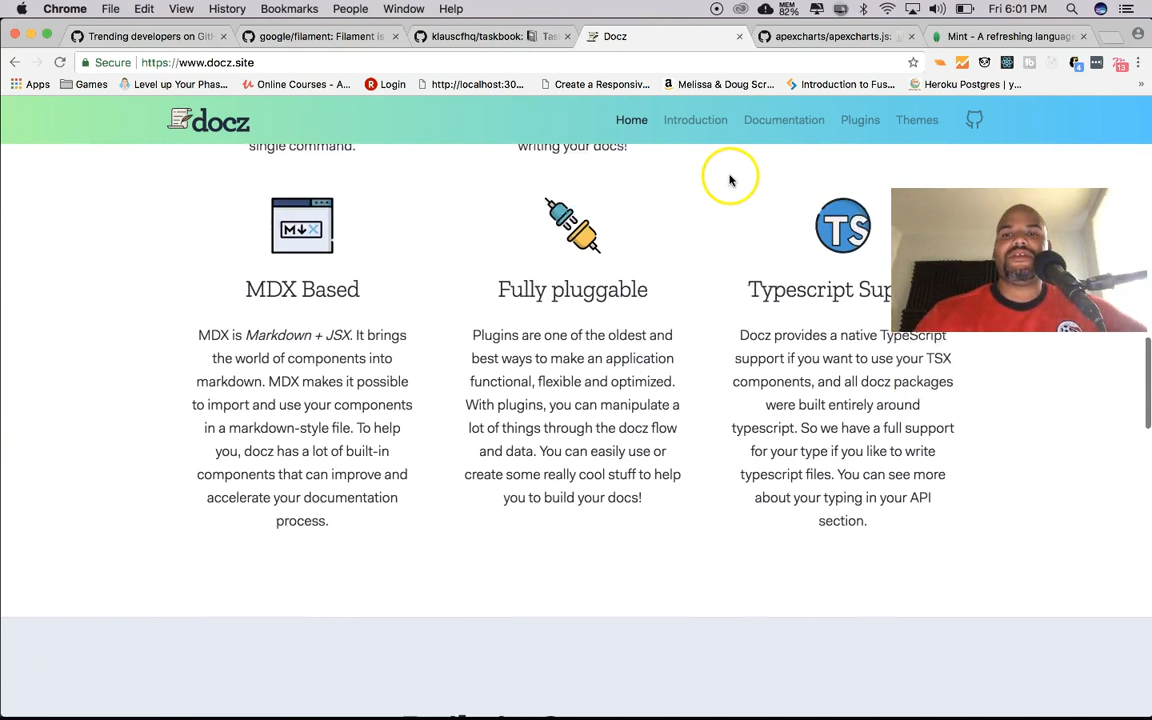 Chrome File Edit View History Bookmarks People Window Help MEM 82% Fri 6:01 PM
Trending developers on GitH google/filament: Filament is klauscfhq/taskbook: Tas Docz apexcharts/apexcharts.js: Mint - A refreshing language
Secure https://www.docz.site 4 13
Apps Games Level up Your Phas... Online Courses - A... Login http://localhost:30... Create a Responsiv... Melissa & Doug Scr... Introduction to Fus... Heroku Postgres | y... »
docz Home Introduction Documentation Plugins Themes
single command. writing your docs!
M↓X TS
MDX Based
MDX is Markdown + JSX. It brings
the world of components into
markdown. MDX makes it possible
to import and use your components
in a markdown-style file. To help
you, docz has a lot of built-in
components that can improve and
accelerate your documentation
process.
Fully pluggable
Plugins are one of the oldest and
best ways to make an application
functional, flexible and optimized.
With plugins, you can manipulate a
lot of things through the docz flow
and data. You can easily use or
create some really cool stuff to help
you to build your docs!
Typescript Sup
Docz provides a native TypeScript
support if you want to use your TSX
components, and all docz packages
were built entirely around
typescript. So we have a full support
for your type if you like to write
typescript files. You can see more
about your typing in your API
section.